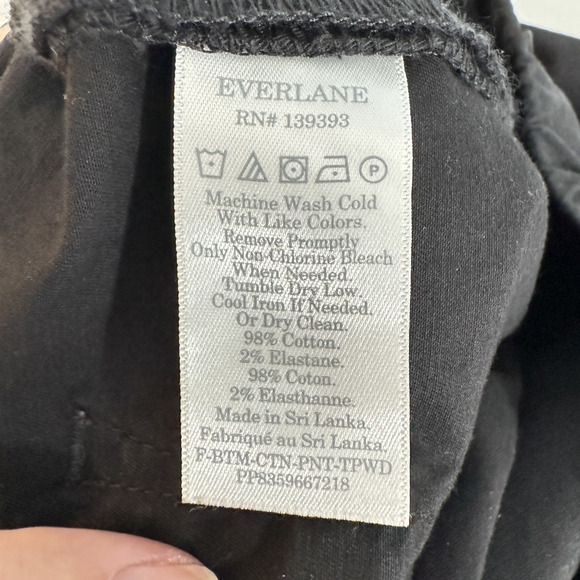 EVERLANE
RN# 139393
P
Machine Wash Cold
With Like Colors.
Remove Promptly
Only Non-Chlorine Bleach
When Needed.
Tumble Dry Low.
Cool Iron If Needed.
Or Dry Clean.
98% Cotton.
2% Elastane.
98% Coton.
2% Elasthanne.
Made in Sri Lanka.
Fabriqué au Sri Lanka.
F-BTM-CTN-PNT-TPWD
PP8359667218